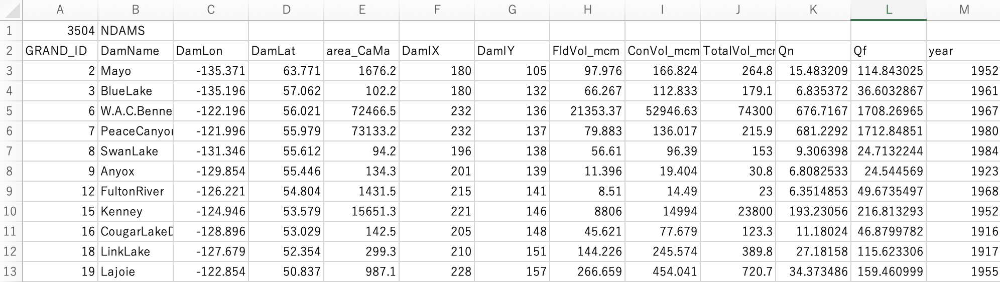 A B C D E F G H I J K L M
1 3504 NDAMS
2 GRAND_ID DamName DamLon DamLat area_CaMa DamIX DamIY FldVol_mcm ConVol_mcm TotalVol_mcm Qn Qf year
3 2 Mayo -135.371 63.771 1676.2 180 105 97.976 166.824 264.8 15.483209 114.843025 1952
4 3 BlueLake -135.196 57.062 102.2 180 132 66.267 112.833 179.1 6.835372 36.6032867 1961
5 6 W.A.C.Benne -122.196 56.021 72466.5 232 136 21353.37 52946.63 74300 676.7167 1708.26965 1967
6 7 PeaceCanyon -121.996 55.979 73133.2 232 137 79.883 136.017 215.9 681.2292 1712.84851 1980
7 8 SwanLake -131.346 55.612 94.2 196 138 56.61 96.39 153 9.306398 24.7132244 1984
8 9 Anyox -129.854 55.446 134.3 201 139 11.396 19.404 30.8 6.8082533 24.544569 1923
9 12 FultonRiver -126.221 54.804 1431.5 215 141 8.51 14.49 23 6.3514853 49.6735497 1968
10 15 Kenney -124.946 53.579 15651.3 221 146 8806 14994 23800 193.23056 216.813293 1952
11 16 CougarLakeD -128.896 53.029 142.5 205 148 45.621 77.679 123.3 11.18024 46.8799782 1916
12 18 LinkLake -127.679 52.354 299.3 210 151 144.226 245.574 389.8 27.18158 115.623306 1917
13 19 Lajoie -122.854 50.837 987.1 228 157 266.659 454.041 720.7 34.373486 159.460999 1955